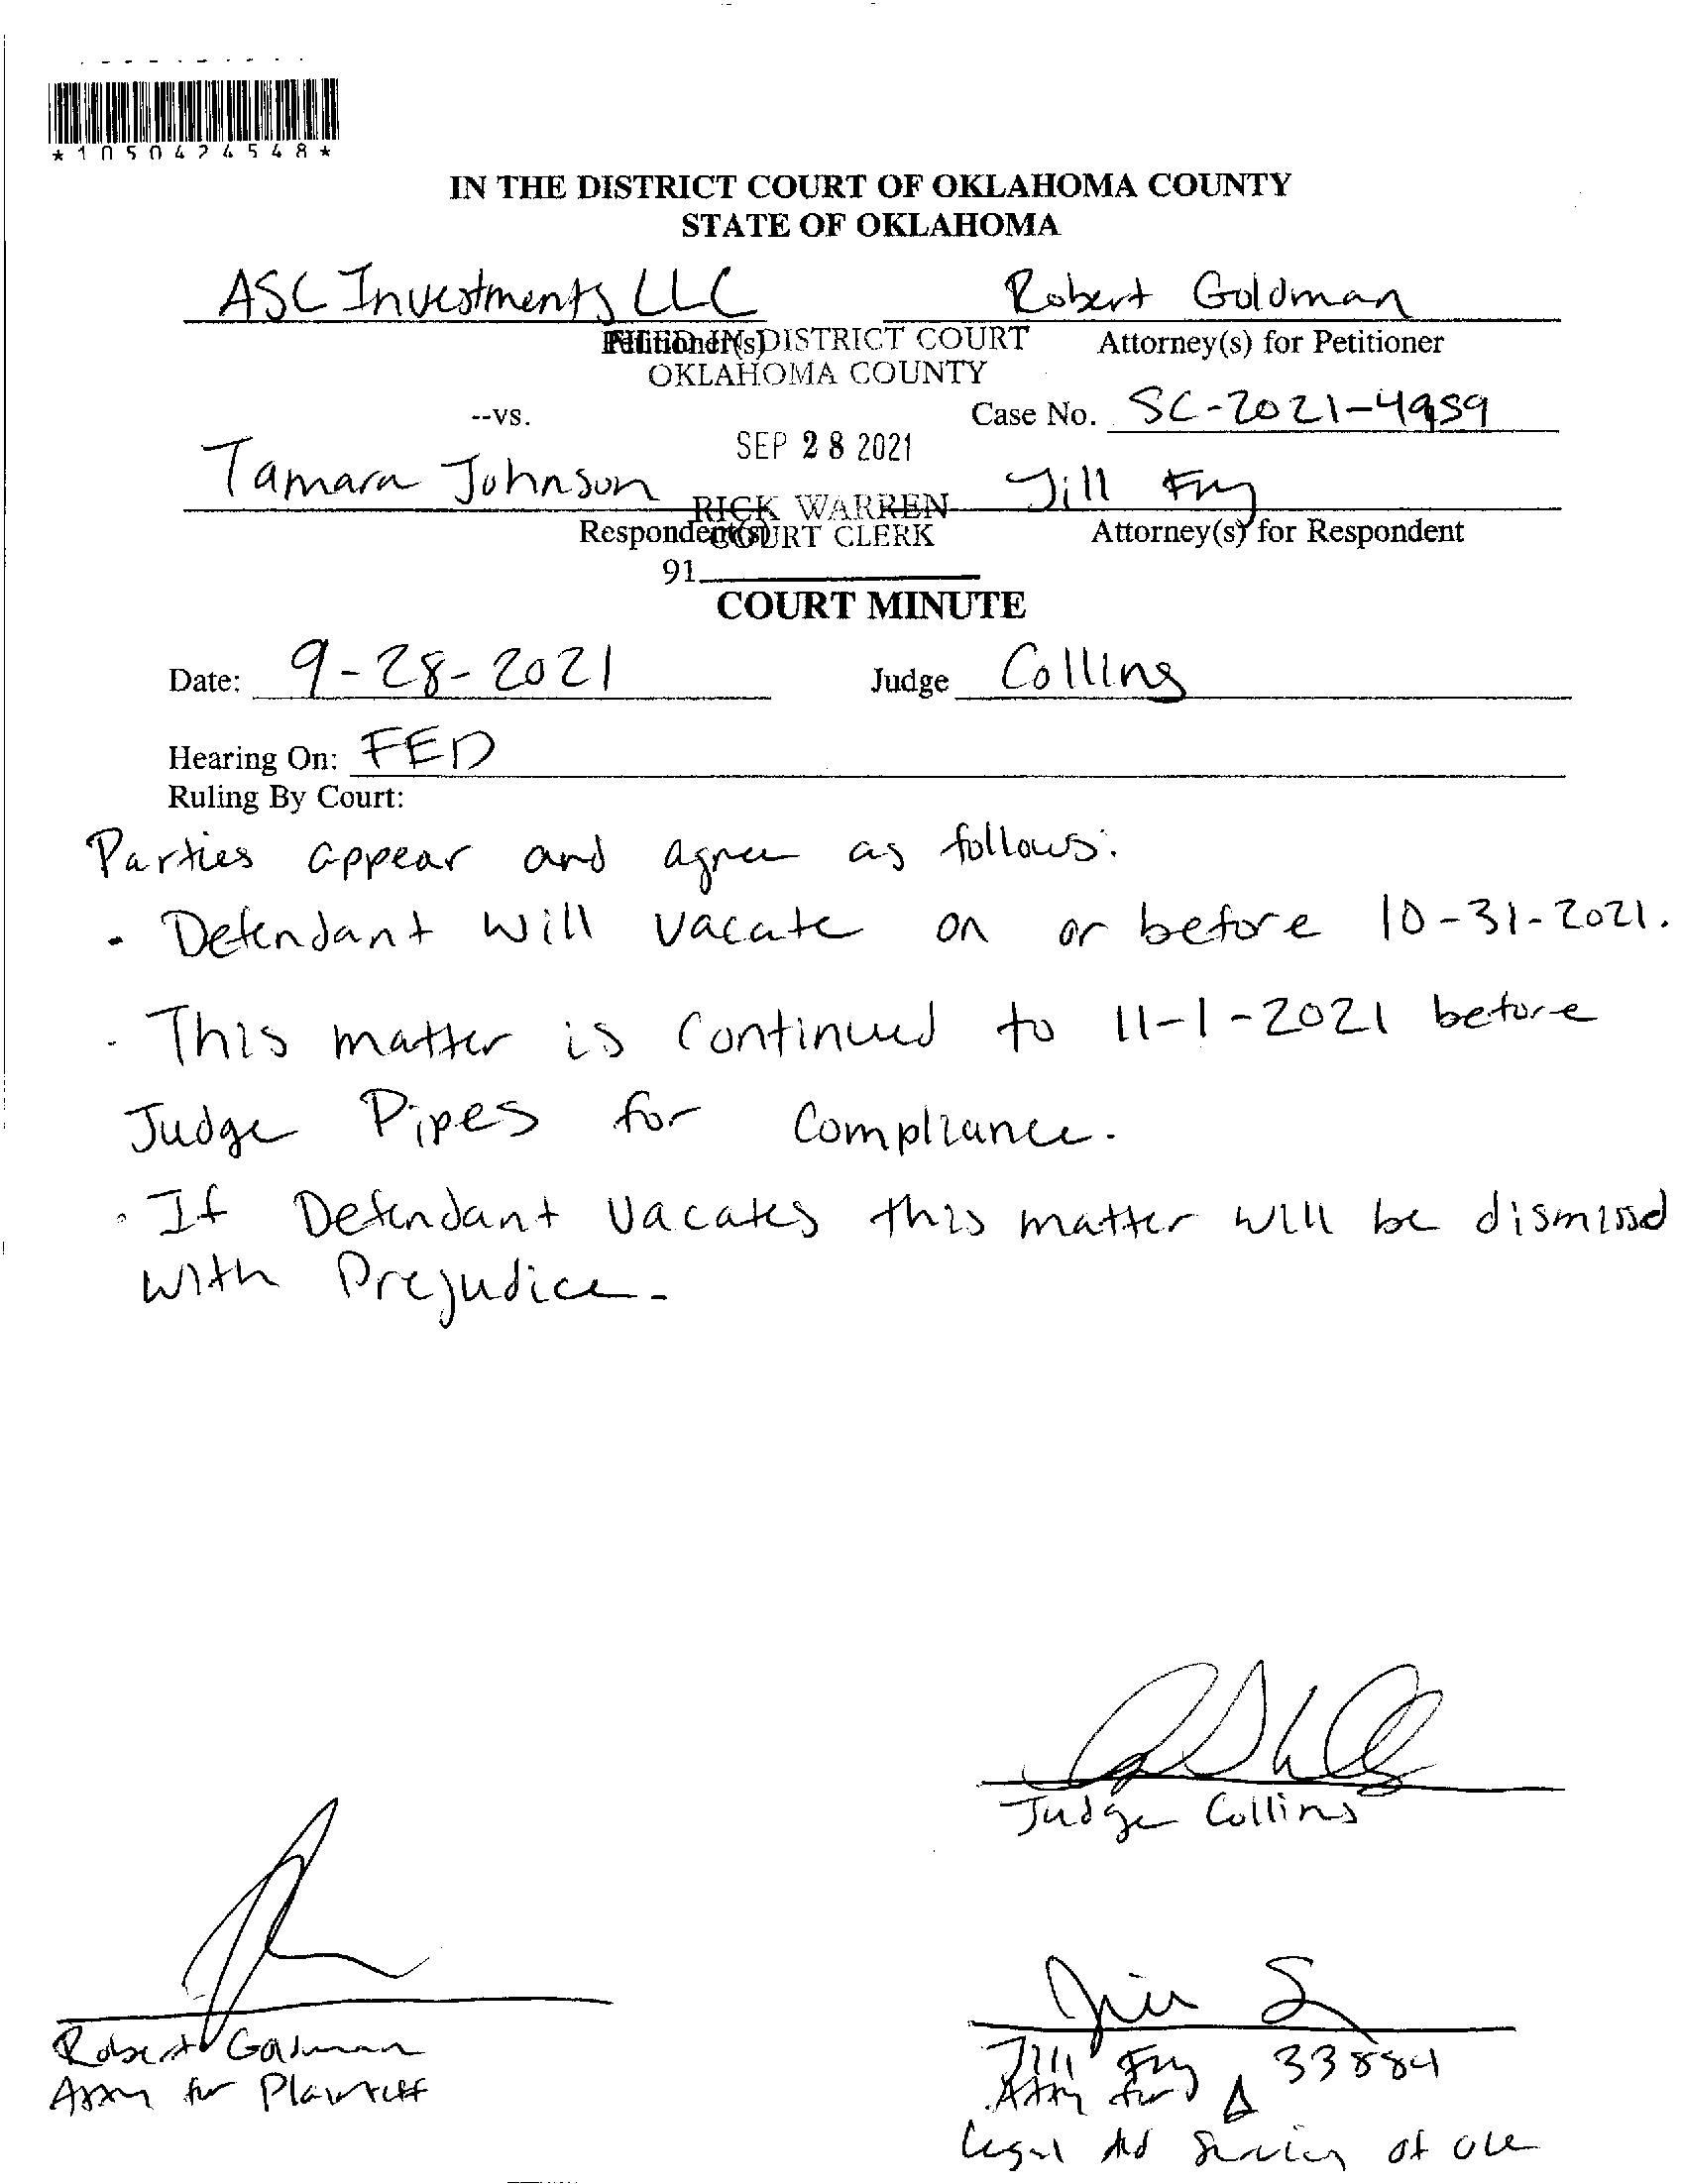 *1050424548*
IN THE DISTRICT COURT OF OKLAHOMA COUNTY
STATE OF OKLAHOMA
ASC Investments LLC Robert Goldman
Petitioner(s) Attorney(s) for Petitioner
FILED IN DISTRICT COURT
OKLAHOMA COUNTY
--vs. Case No. SC-2021-4959
SEP 28 2021
Tamara Johnson Jill Fry
RICK WARREN
Respondent(s) Attorney(s) for Respondent
COURT CLERK
91
COURT MINUTE
Date: 9-28-2021 Judge Collins
Hearing On: FED
Ruling By Court:
Parties appear and agree as follows:
- Defendant will vacate on or before 10-31-2021.
- This matter is continued to 11-1-2021 before
Judge Pipes for compliance.
- If Defendant vacates this matter will be dismissd
with Prejudice.
Judge Collins
Robert Goldman
Atty for Plaintiff
Jill Fry 33884
Atty for Δ
Legal Aid Services of OK